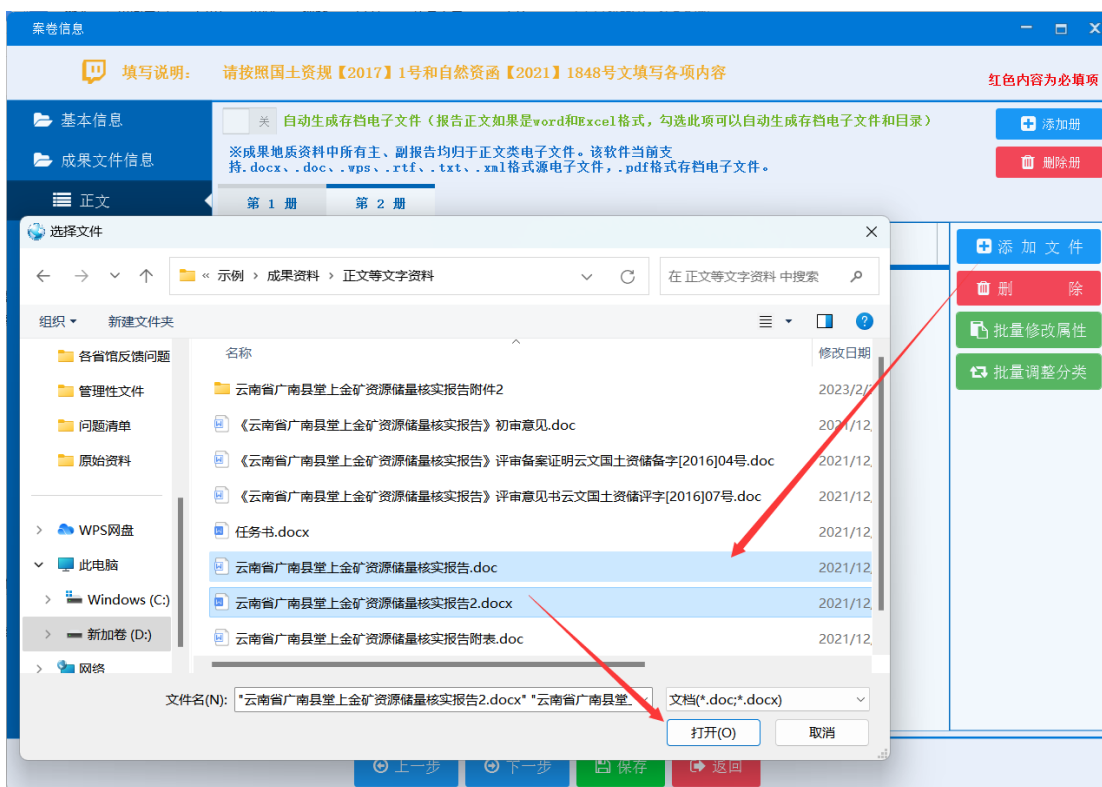 案卷信息
填写说明： 请按照国土资规【2017】1号和自然资函【2021】1848号文填写各项内容
红色内容为必填项
基本信息
关 自动生成存档电子文件（报告正文如果是word和Excel格式，勾选此项可以自动生成存档电子文件和目录）
添加册
成果文件信息
※成果地质资料中所有主、副报告均归于正文类电子文件。该软件当前支
持.docx、.doc、.wps、.rtf、.txt、.xml格式源电子文件，.pdf格式存档电子文件。
删除册
正文
第 1 册 第 2 册
选择文件
添 加 文 件
删 除
批量修改属性
批量调整分类
« 示例 › 成果资料 › 正文等文字资料
在 正文等文字资料 中搜索
组织 新建文件夹
各省馆反馈问题
管理性文件
问题清单
原始资料
WPS网盘
此电脑
Windows (C:)
新加卷 (D:)
网络
名称 修改日期
云南省广南县堂上金矿资源储量核实报告附件2 2023/2/
《云南省广南县堂上金矿资源储量核实报告》初审意见.doc 2021/12
《云南省广南县堂上金矿资源储量核实报告》评审备案证明云文国土资储备字[2016]04号.doc 2021/12
《云南省广南县堂上金矿资源储量核实报告》评审意见书云文国土资储评字[2016]07号.doc 2021/12
任务书.docx 2021/12
云南省广南县堂上金矿资源储量核实报告.doc 2021/12
云南省广南县堂上金矿资源储量核实报告2.docx 2021/12
云南省广南县堂上金矿资源储量核实报告附表.doc 2021/12
文件名(N): "云南省广南县堂上金矿资源储量核实报告2.docx" "云南省广南县堂 文档(*.doc;*.docx)
打开(O) 取消
上一步 下一步 保存 返回